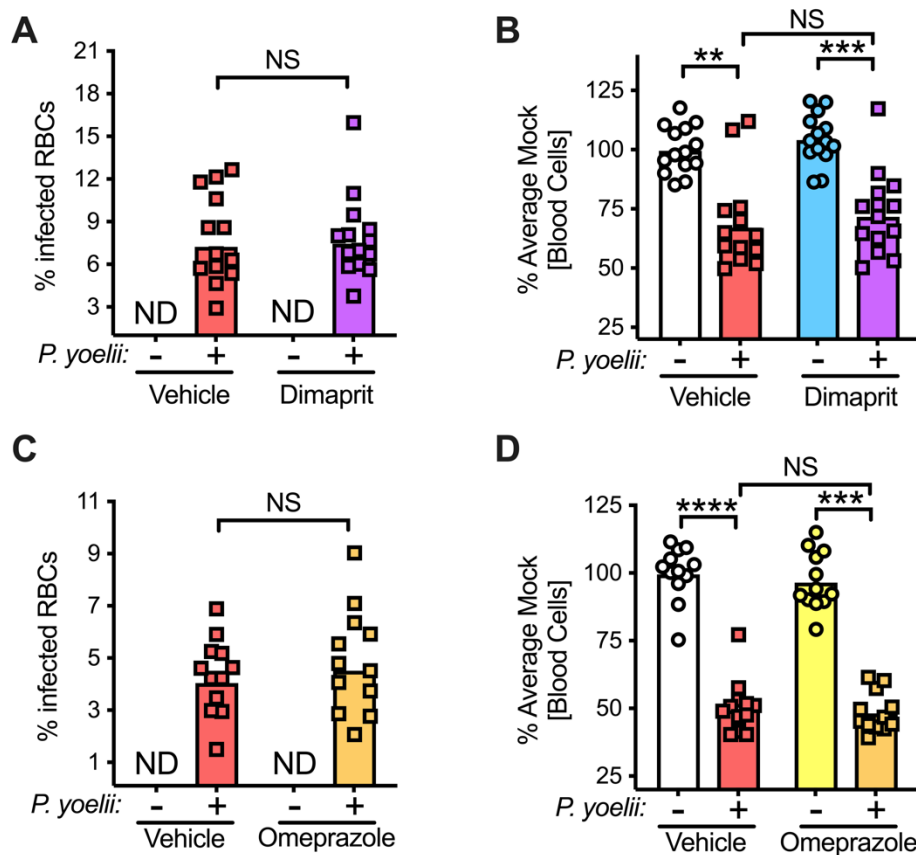 A
% infected RBCs
21
18
15
12
9
6
3
NS
ND
ND
P. yoelii: - + - +
Vehicle Dimaprit
B
% Average Mock
[Blood Cells]
125
100
75
50
25
NS
** ***
P. yoelii: - + - +
Vehicle Dimaprit
C
% infected RBCs
11
9
7
5
3
1
NS
ND
ND
P. yoelii: - + - +
Vehicle Omeprazole
D
% Average Mock
[Blood Cells]
125
100
75
50
25
NS
**** ***
P. yoelii: - + - +
Vehicle Omeprazole